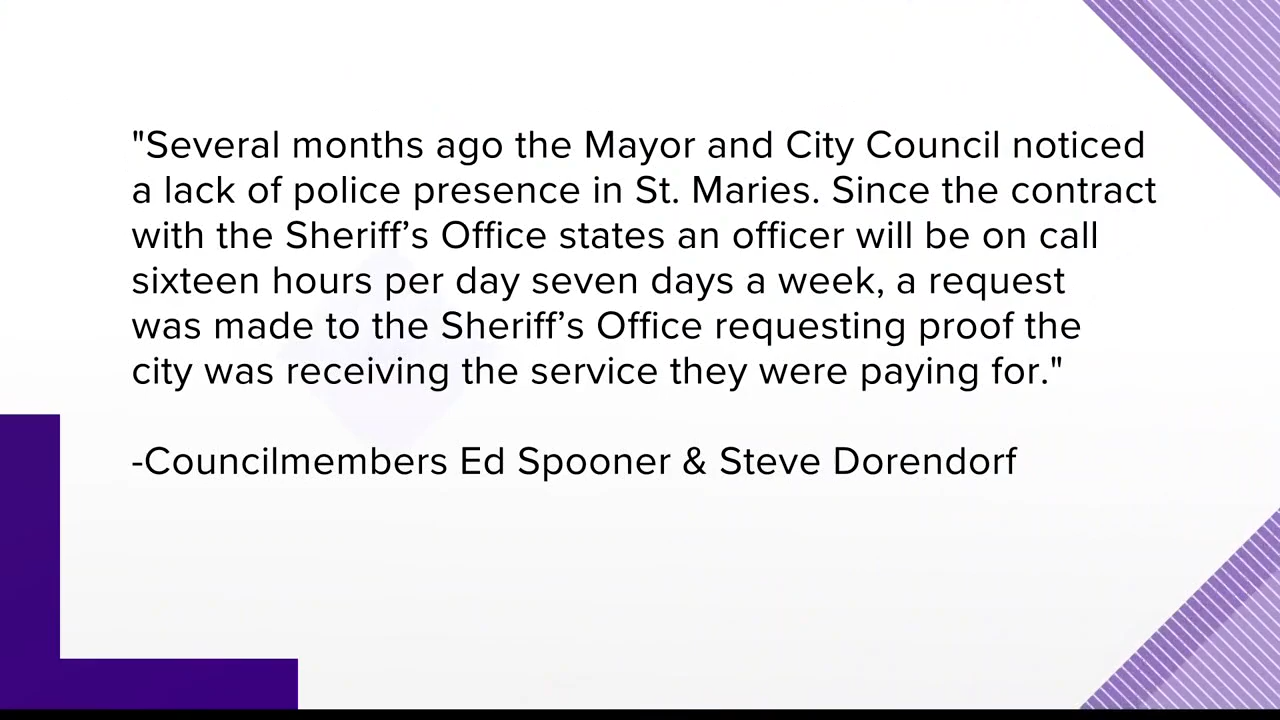 "Several months ago the Mayor and City Council noticed
a lack of police presence in St. Maries. Since the contract
with the Sheriff’s Office states an officer will be on call
sixteen hours per day seven days a week, a request
was made to the Sheriff’s Office requesting proof the
city was receiving the service they were paying for."
-Councilmembers Ed Spooner & Steve Dorendorf